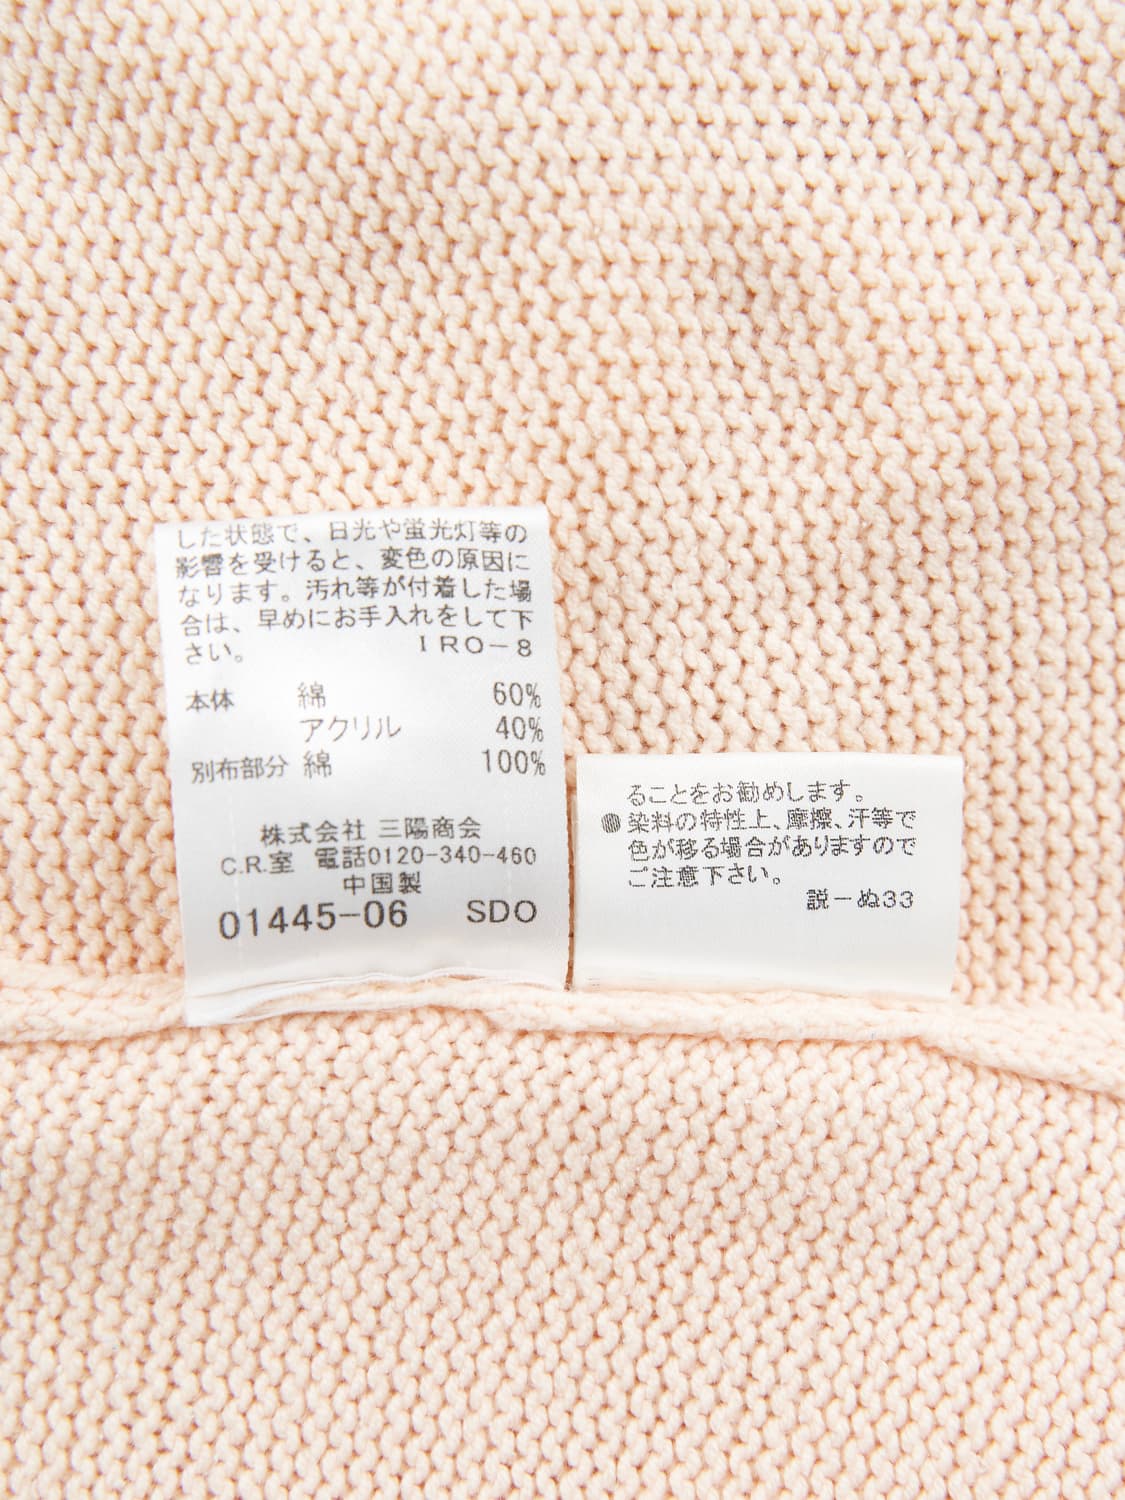 した状態で、日光や蛍光灯等の
影響を受けると、変色の原因に
なります。汚れ等が付着した場
合は、早めにお手入れをして下
さい。 IRO-8
本体 綿 60%
アクリル 40%
別布部分 綿 100%
株式会社 三陽商会
C.R.室 電話0120-340-460
中国製
01445-06 SDO
ることをお勧めします。
●染料の特性上、摩擦、汗等で
色が移る場合がありますので
ご注意下さい。
説-ぬ33